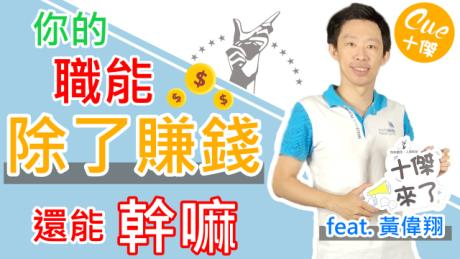 你的
職能
除了賺錢
還能 幹嘛
Cue
十傑
十傑
來了
feat. 黃偉翔